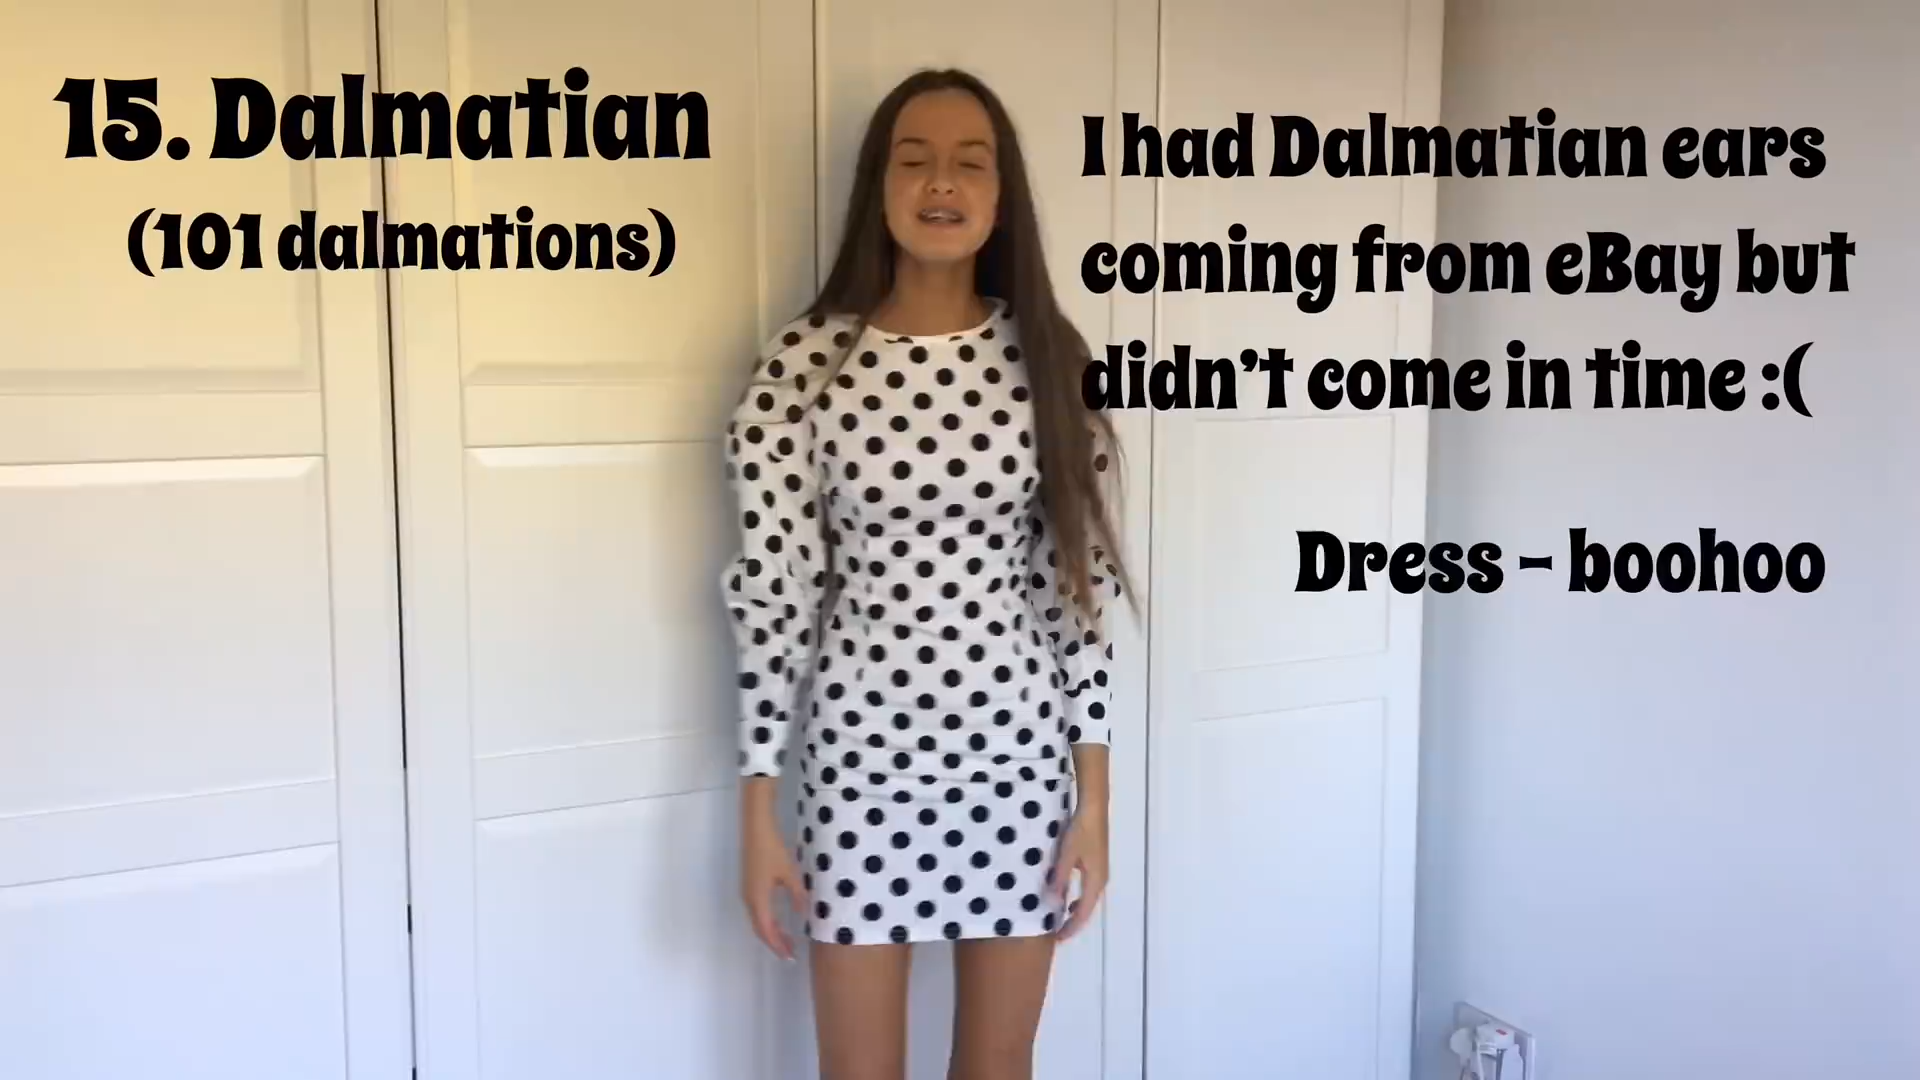 15. Dalmatian
(101 dalmations)
I had Dalmatian ears
coming from eBay but
didn't come in time :(
Dress - boohoo